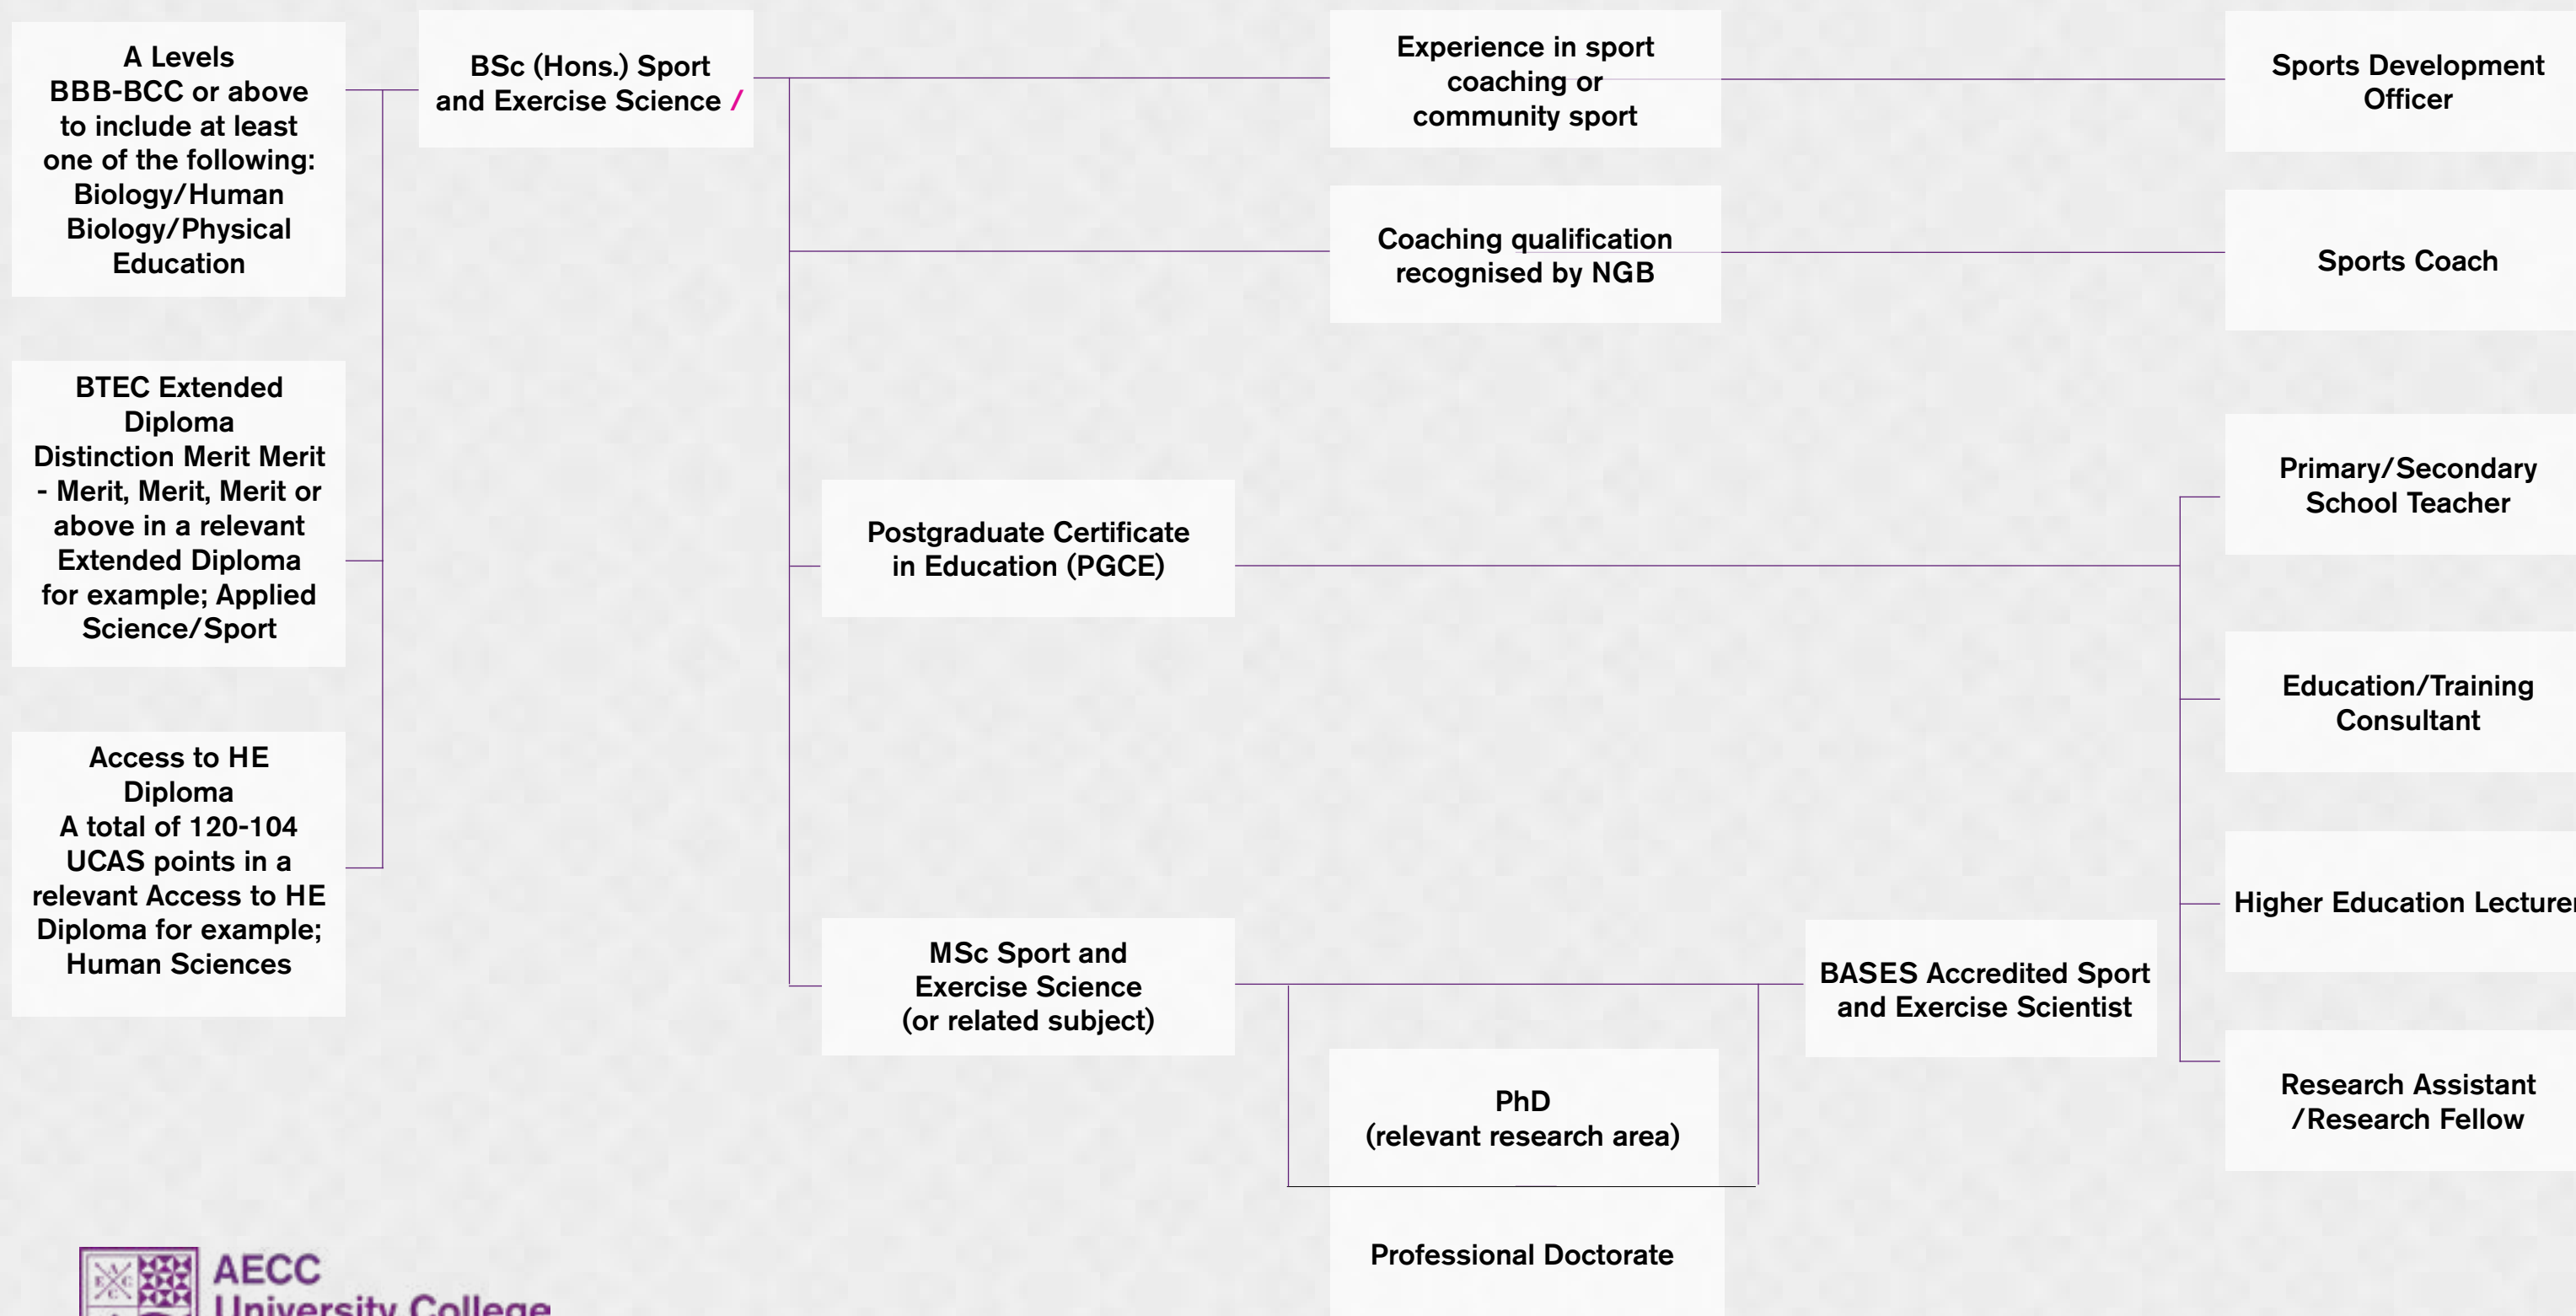 A Levels
BBB-BCC or above
to include at least
one of the following:
Biology/Human
Biology/Physical
Education
BTEC Extended
Diploma
Distinction Merit Merit
- Merit, Merit, Merit or
above in a relevant
Extended Diploma
for example; Applied
Science/Sport
Access to HE
Diploma
A total of 120-104
UCAS points in a
relevant Access to HE
Diploma for example;
Human Sciences
BSc (Hons.) Sport
and Exercise Science /
Experience in sport
coaching or
community sport
Coaching qualification
recognised by NGB
Postgraduate Certificate
in Education (PGCE)
MSc Sport and
Exercise Science
(or related subject)
PhD
(relevant research area)
Professional Doctorate
BASES Accredited Sport
and Exercise Scientist
Sports Development
Officer
Sports Coach
Primary/Secondary
School Teacher
Education/Training
Consultant
Higher Education Lecturer
Research Assistant
/Research Fellow
AECC
University College